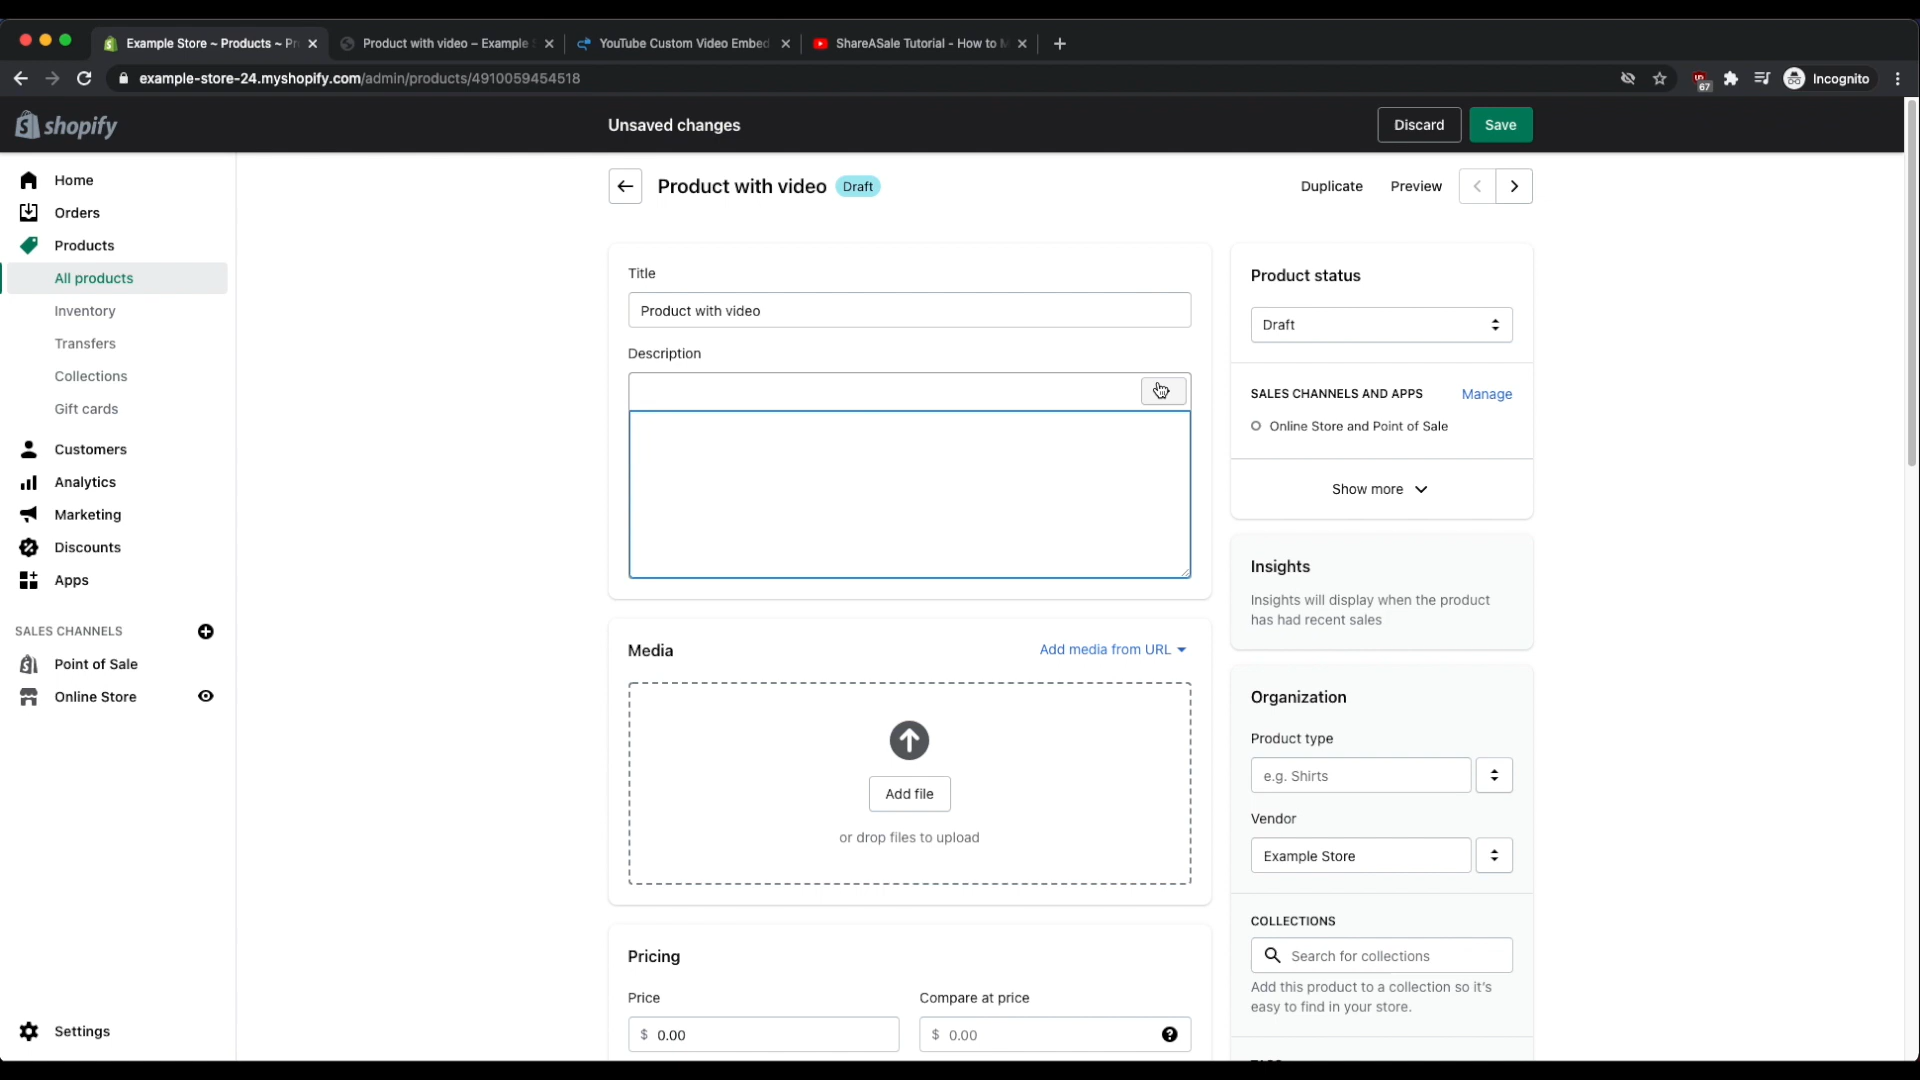 Example Store ~ Products ~ Pr
Product with video – Example S
YouTube Custom Video Embed
ShareASale Tutorial - How to M
example-store-24.myshopify.com/admin/products/4910059454518
67
Incognito
shopify
Unsaved changes
Discard
Save
Home
Orders
Products
All products
Inventory
Transfers
Collections
Gift cards
Customers
Analytics
Marketing
Discounts
Apps
SALES CHANNELS
Point of Sale
Online Store
Settings
Product with video
Draft
Duplicate
Preview
Title
Product with video
Description
Media
Add media from URL
Add file
or drop files to upload
Pricing
Price
Compare at price
$ 0.00
$ 0.00
Product status
Draft
SALES CHANNELS AND APPS
Manage
Online Store and Point of Sale
Show more
Insights
Insights will display when the product
has had recent sales
Organization
Product type
e.g. Shirts
Vendor
Example Store
COLLECTIONS
Search for collections
Add this product to a collection so it's
easy to find in your store.